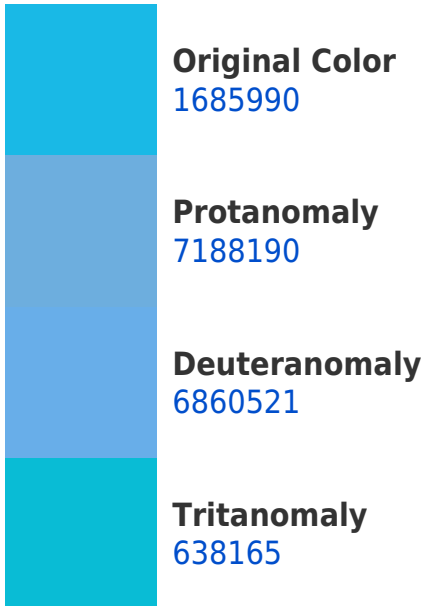 Original Color
1685990
Protanomaly
7188190
Deuteranomaly
6860521
Tritanomaly
638165